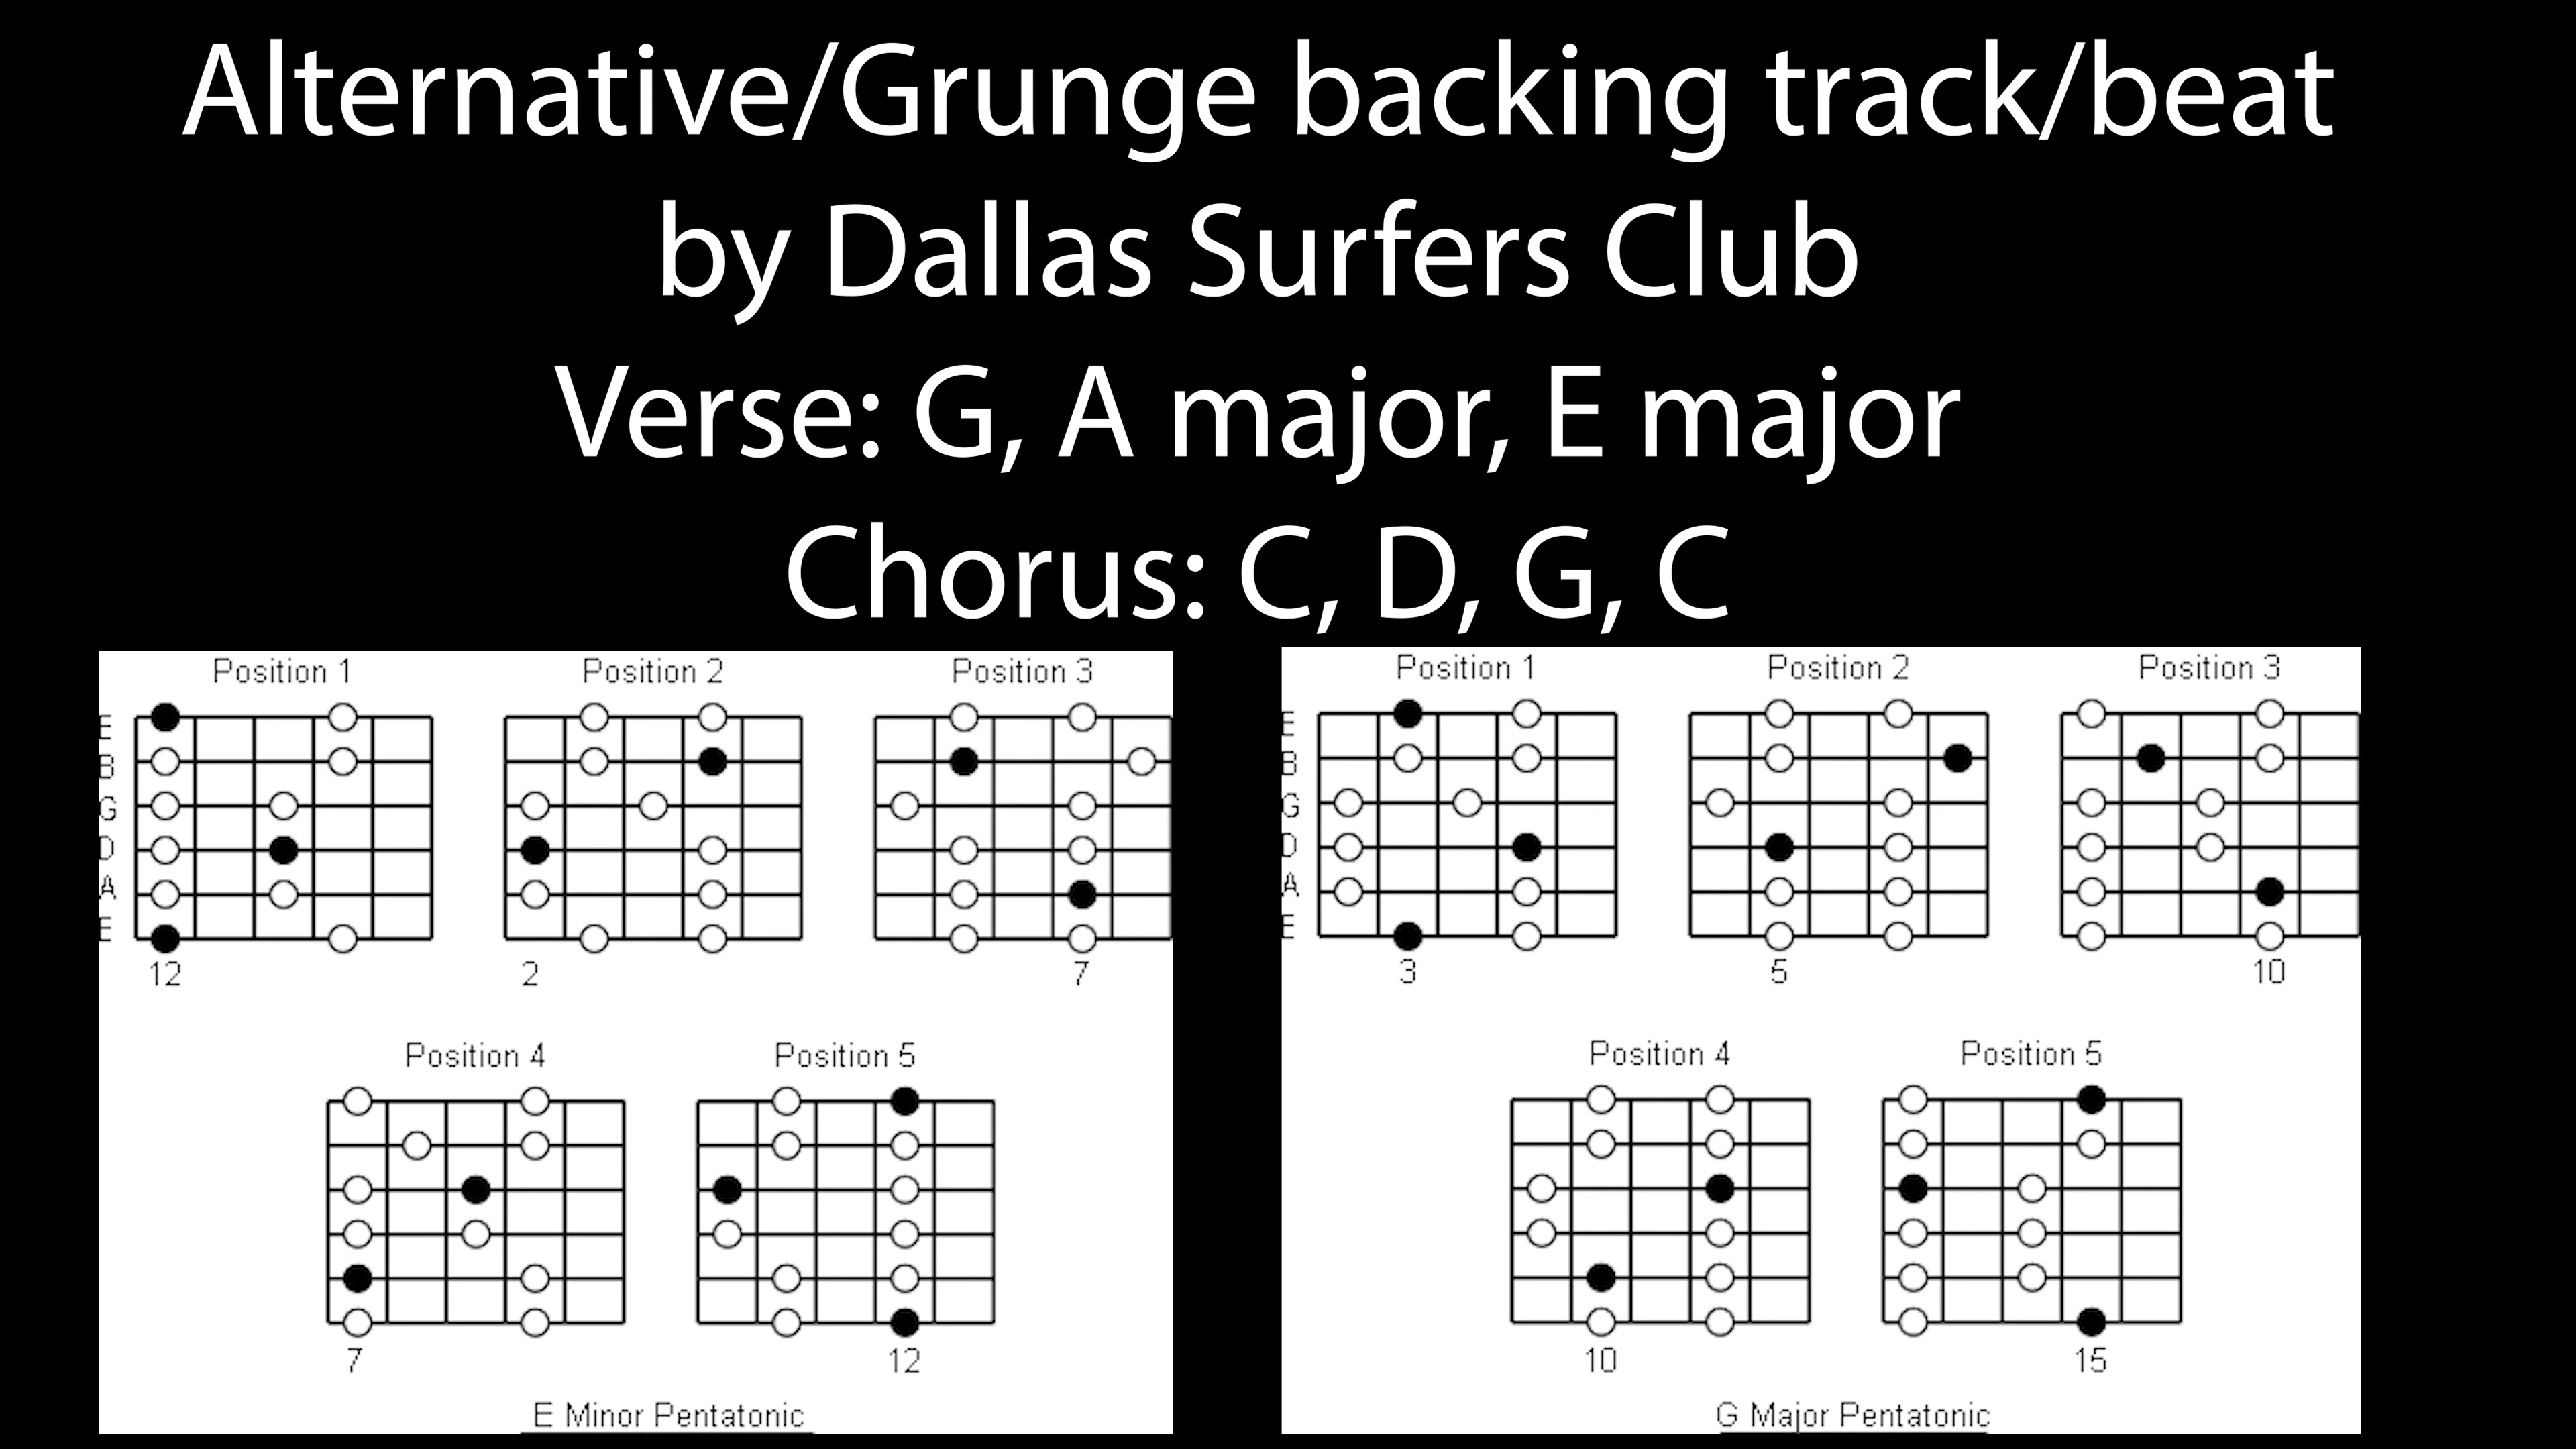 Alternative/Grunge backing track/beat
by Dallas Surfers Club
Verse: G, A major, E major
Chorus: C, D, G, C
Position 1 Position 2 Position 3
E
B
G
D
A
E
12 2 7
Position 4 Position 5
7 12
E Minor Pentatonic
Position 1 Position 2 Position 3
E
B
G
D
A
E
3 5 10
Position 4 Position 5
10 15
G Major Pentatonic